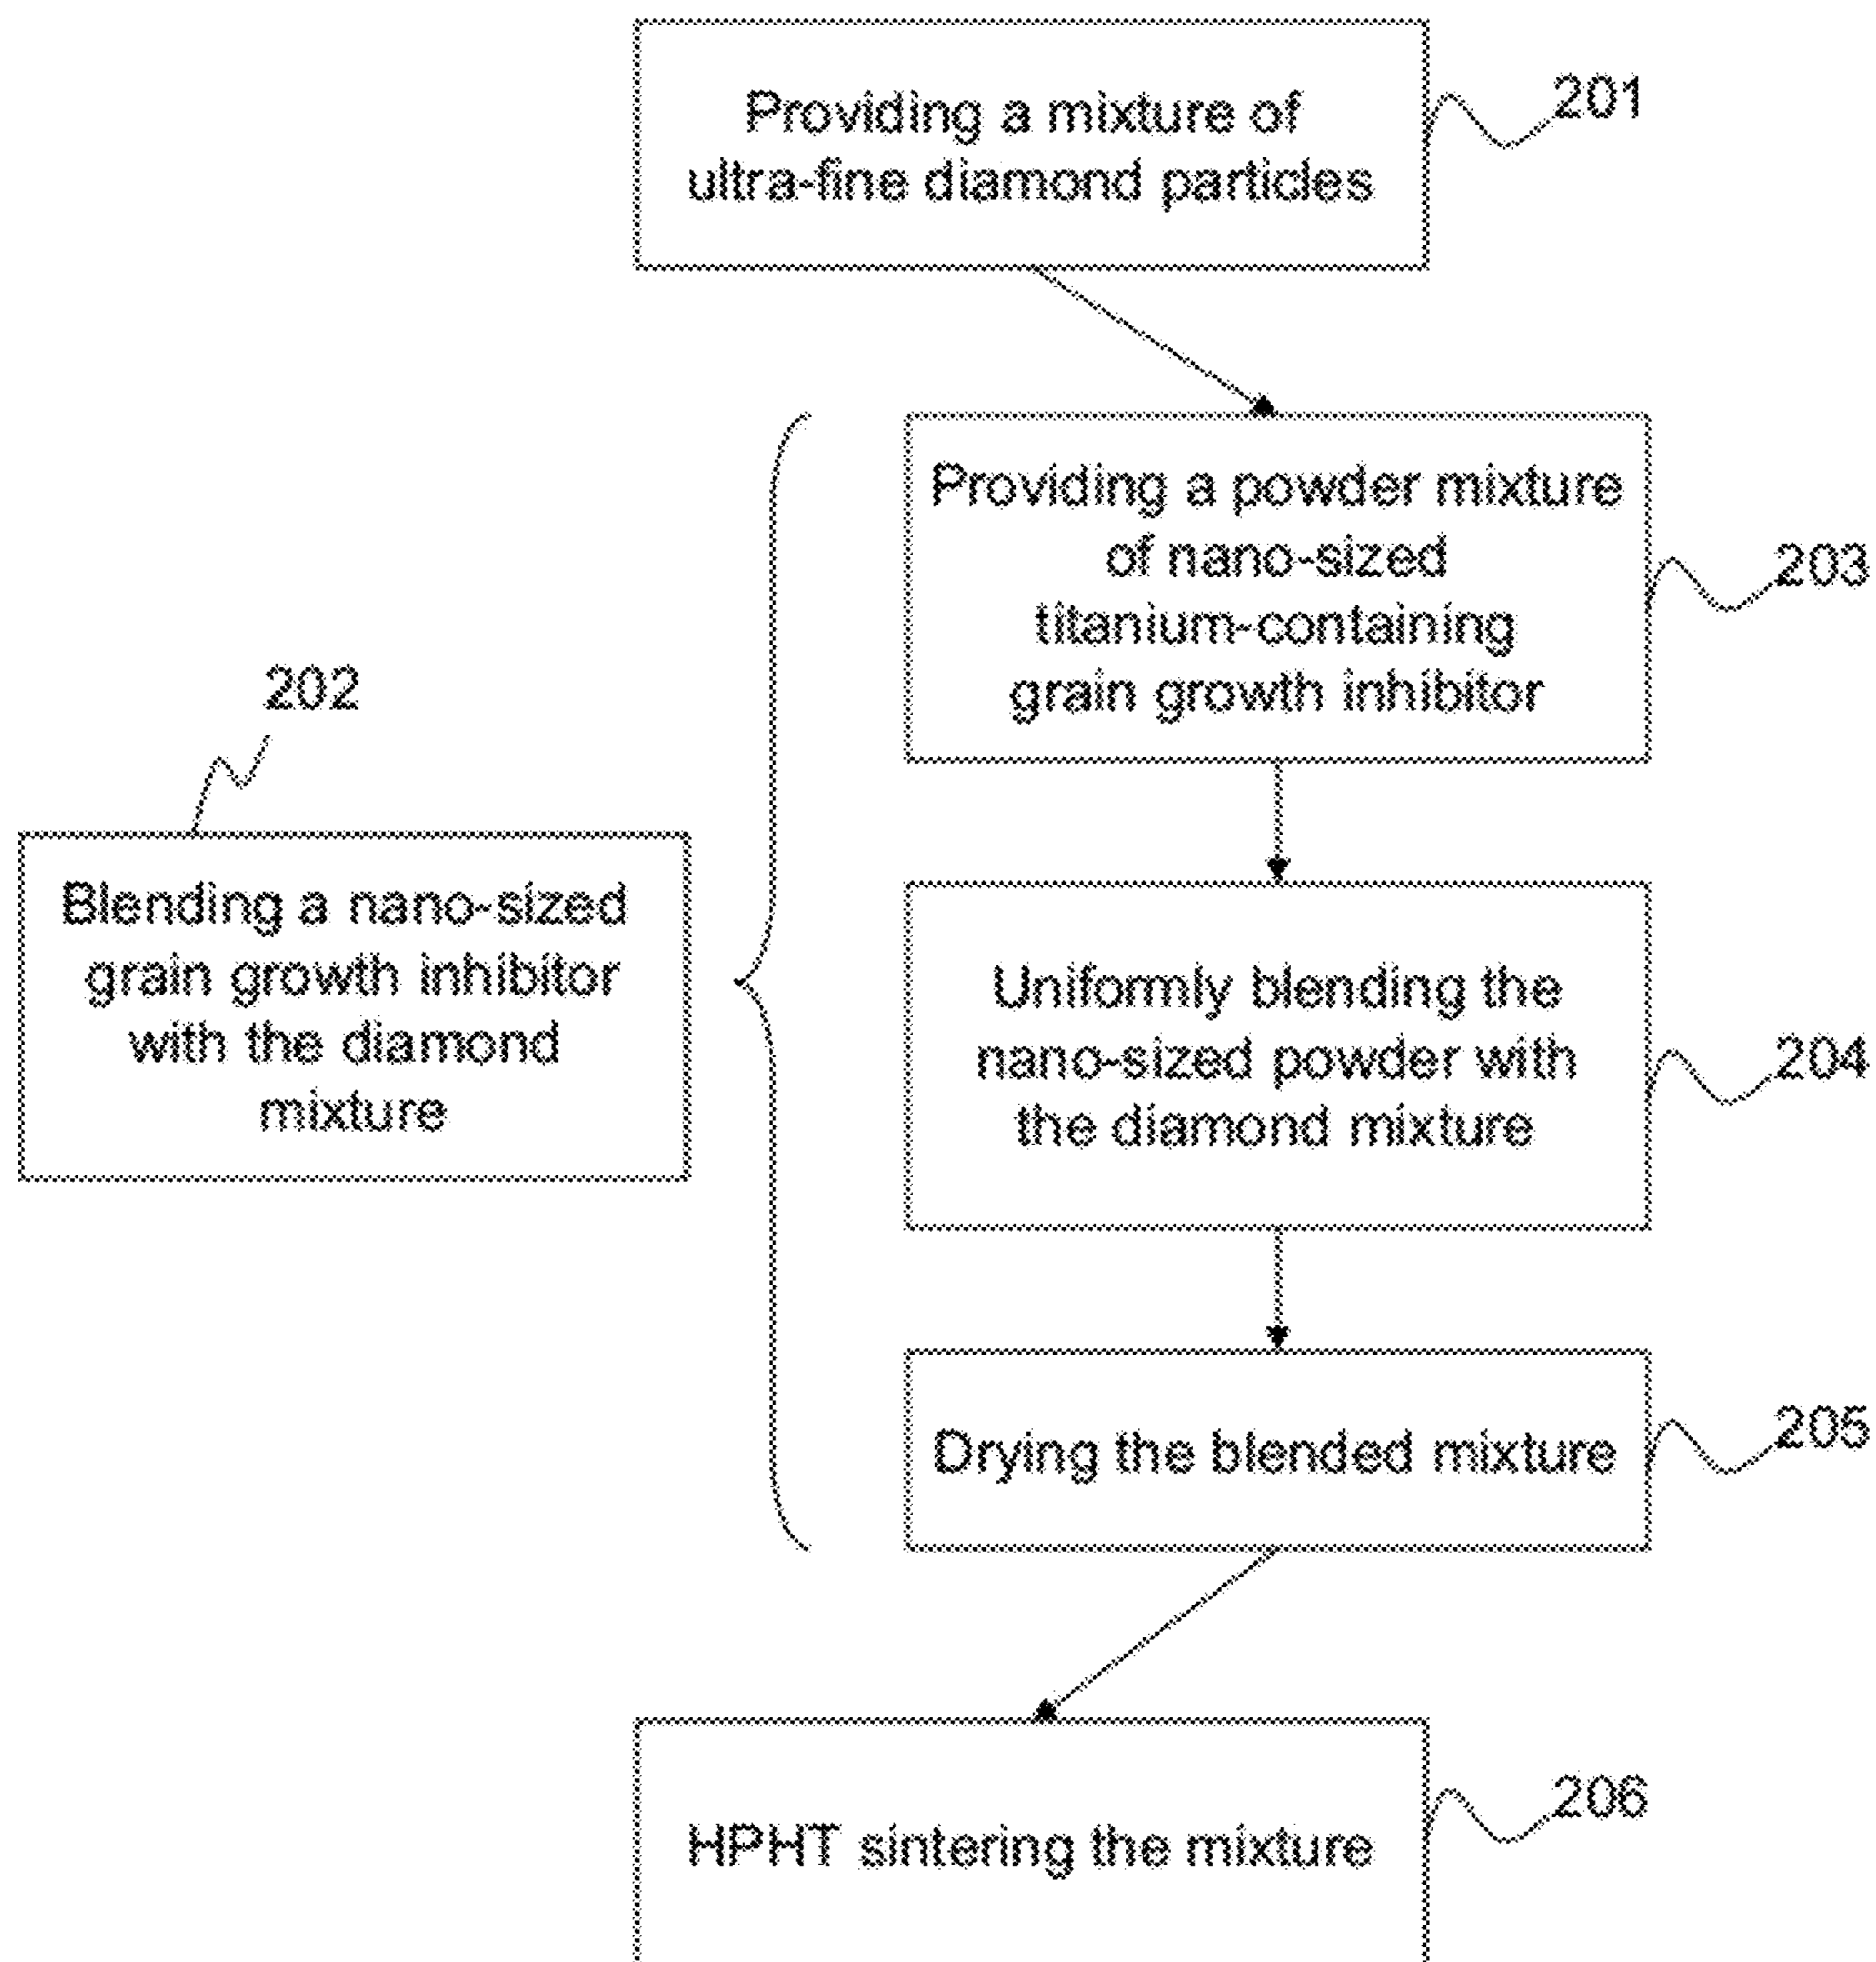 Providing a mixture of
ultra-fine diamond particles
201
Providing a powder mixture
of nano-sized
titanium-containing
grain growth inhibitor
203
202
Blending a nano-sized
grain growth inhibitor
with the diamond
mixture
Uniformly blending the
nano-sized powder with
the diamond mixture
204
Drying the blended mixture
205
HPHT sintering the mixture
206